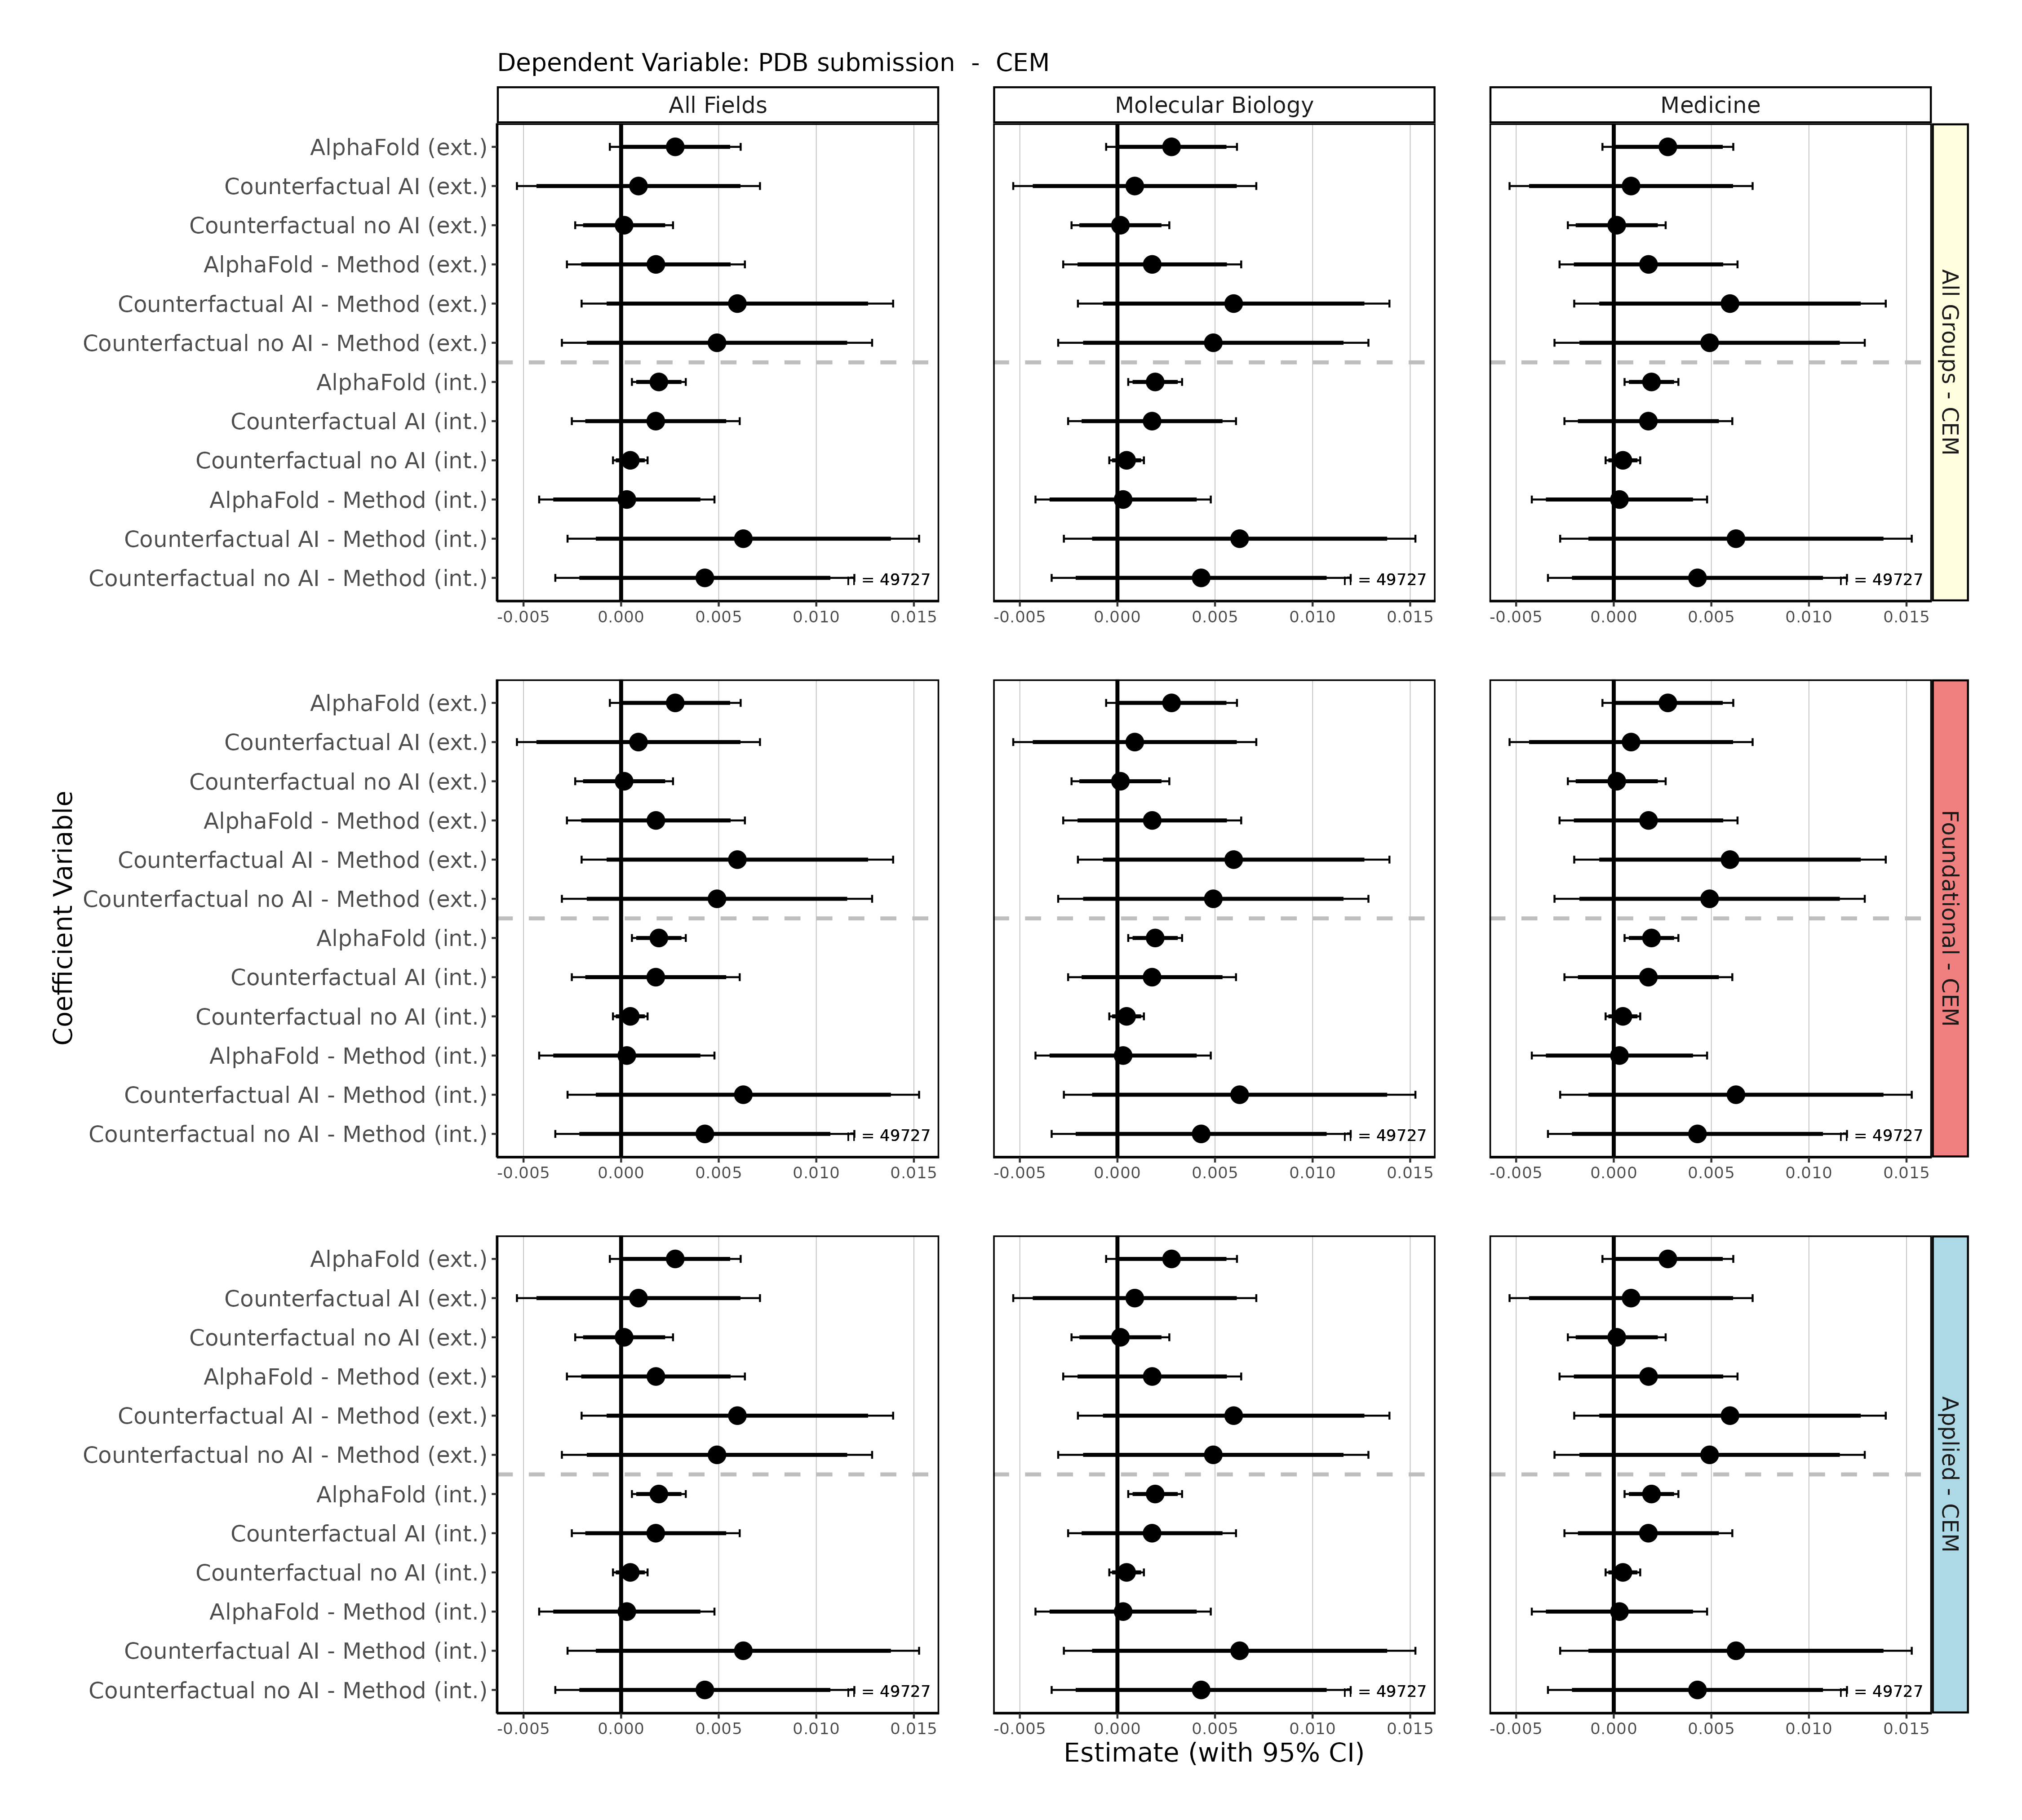 Dependent Variable: PDB submission - CEM
All Fields
Molecular Biology
Medicine
AlphaFold (ext.)
Counterfactual AI (ext.)
Counterfactual no AI (ext.)
AlphaFold - Method (ext.)
Counterfactual AI - Method (ext.)
Counterfactual no AI - Method (ext.)
AlphaFold (int.)
Counterfactual AI (int.)
Counterfactual no AI (int.)
AlphaFold - Method (int.)
Counterfactual AI - Method (int.)
Counterfactual no AI - Method (int.)
n = 49727
n = 49727
n = 49727
All Groups - CEM
-0.005 0.000 0.005 0.010 0.015
-0.005 0.000 0.005 0.010 0.015
-0.005 0.000 0.005 0.010 0.015
Coefficient Variable
AlphaFold (ext.)
Counterfactual AI (ext.)
Counterfactual no AI (ext.)
AlphaFold - Method (ext.)
Counterfactual AI - Method (ext.)
Counterfactual no AI - Method (ext.)
AlphaFold (int.)
Counterfactual AI (int.)
Counterfactual no AI (int.)
AlphaFold - Method (int.)
Counterfactual AI - Method (int.)
Counterfactual no AI - Method (int.)
n = 49727
n = 49727
n = 49727
Foundational - CEM
-0.005 0.000 0.005 0.010 0.015
-0.005 0.000 0.005 0.010 0.015
-0.005 0.000 0.005 0.010 0.015
AlphaFold (ext.)
Counterfactual AI (ext.)
Counterfactual no AI (ext.)
AlphaFold - Method (ext.)
Counterfactual AI - Method (ext.)
Counterfactual no AI - Method (ext.)
AlphaFold (int.)
Counterfactual AI (int.)
Counterfactual no AI (int.)
AlphaFold - Method (int.)
Counterfactual AI - Method (int.)
Counterfactual no AI - Method (int.)
n = 49727
n = 49727
n = 49727
Applied - CEM
-0.005 0.000 0.005 0.010 0.015
-0.005 0.000 0.005 0.010 0.015
-0.005 0.000 0.005 0.010 0.015
Estimate (with 95% CI)